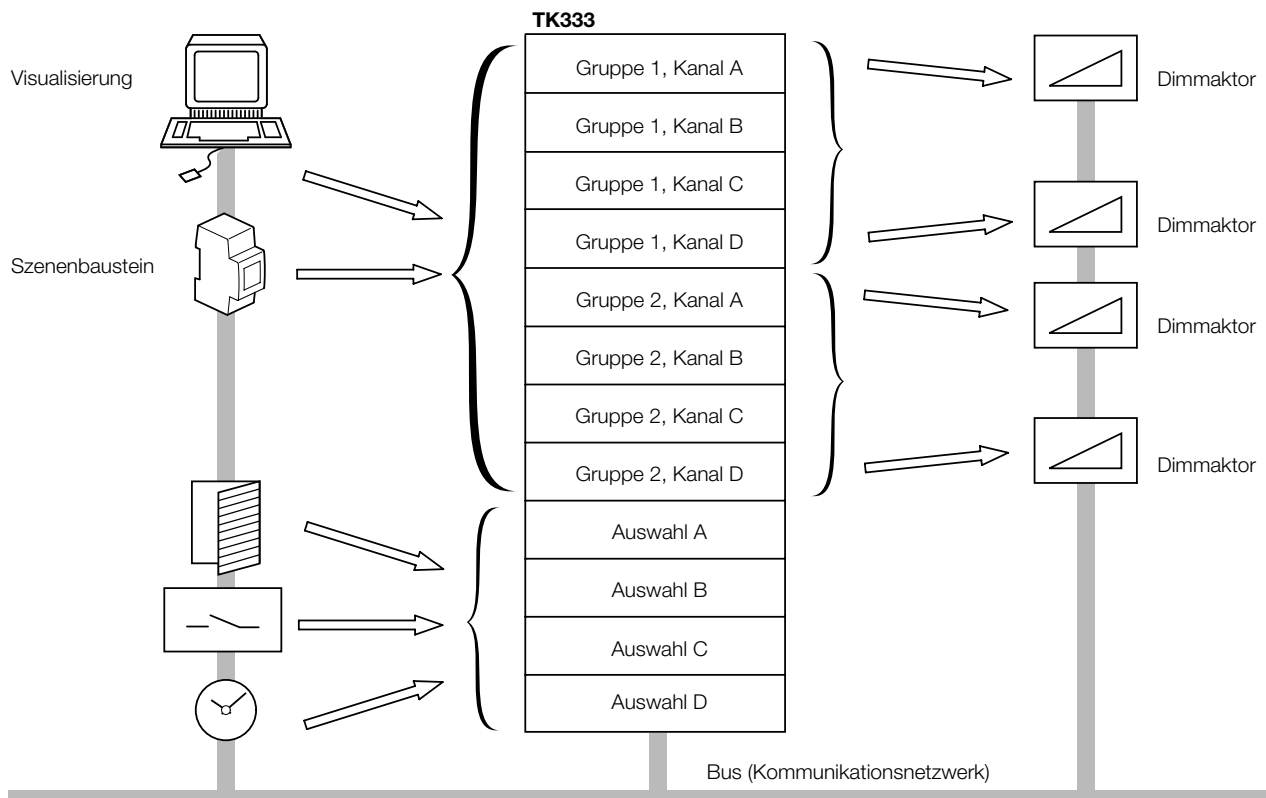 TK333
Visualisierung
Szenenbaustein
Gruppe 1, Kanal A
Gruppe 1, Kanal B
Gruppe 1, Kanal C
Gruppe 1, Kanal D
Gruppe 2, Kanal A
Gruppe 2, Kanal B
Gruppe 2, Kanal C
Gruppe 2, Kanal D
Auswahl A
Auswahl B
Auswahl C
Auswahl D
Dimmaktor
Dimmaktor
Dimmaktor
Dimmaktor
Bus (Kommunikationsnetzwerk)